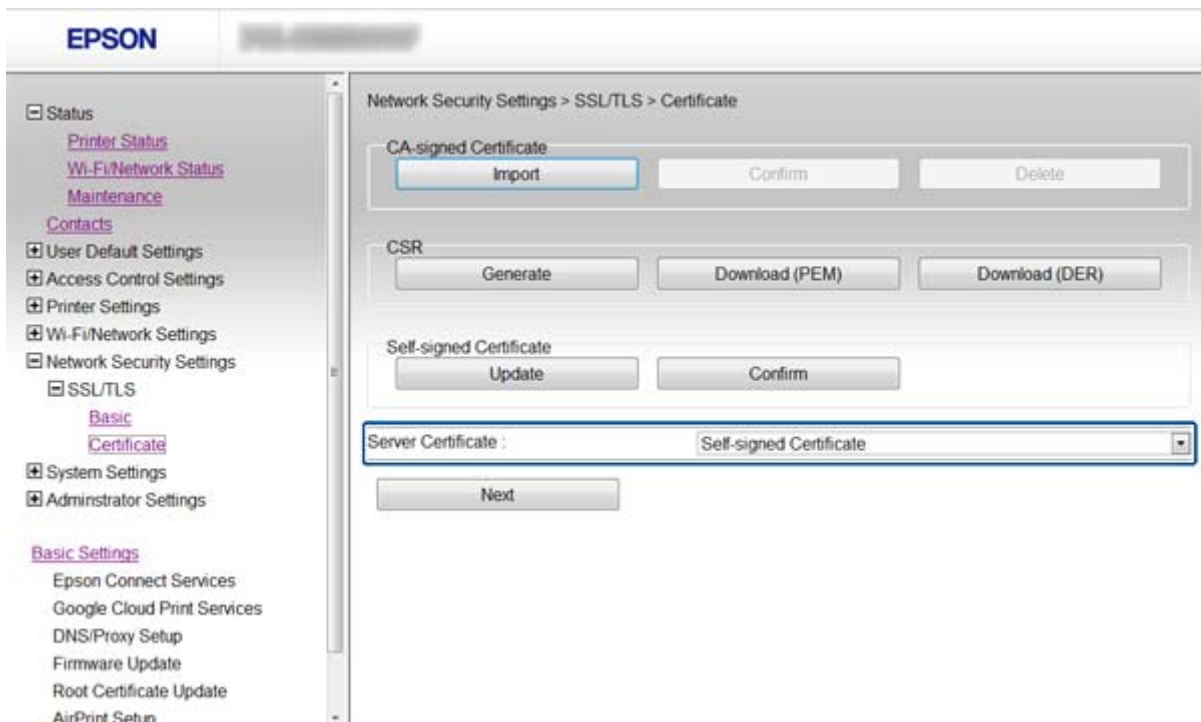 EPSON
Status
Printer Status
Wi-Fi/Network Status
Maintenance
Contacts
User Default Settings
Access Control Settings
Printer Settings
Wi-Fi/Network Settings
Network Security Settings
SSL/TLS
Basic
Certificate
System Settings
Adminstrator Settings
Basic Settings
Epson Connect Services
Google Cloud Print Services
DNS/Proxy Setup
Firmware Update
Root Certificate Update
AirPrint Setup
Network Security Settings > SSL/TLS > Certificate
CA-signed Certificate
Import Confirm Delete
CSR
Generate Download (PEM) Download (DER)
Self-signed Certificate
Update Confirm
Server Certificate : Self-signed Certificate
Next